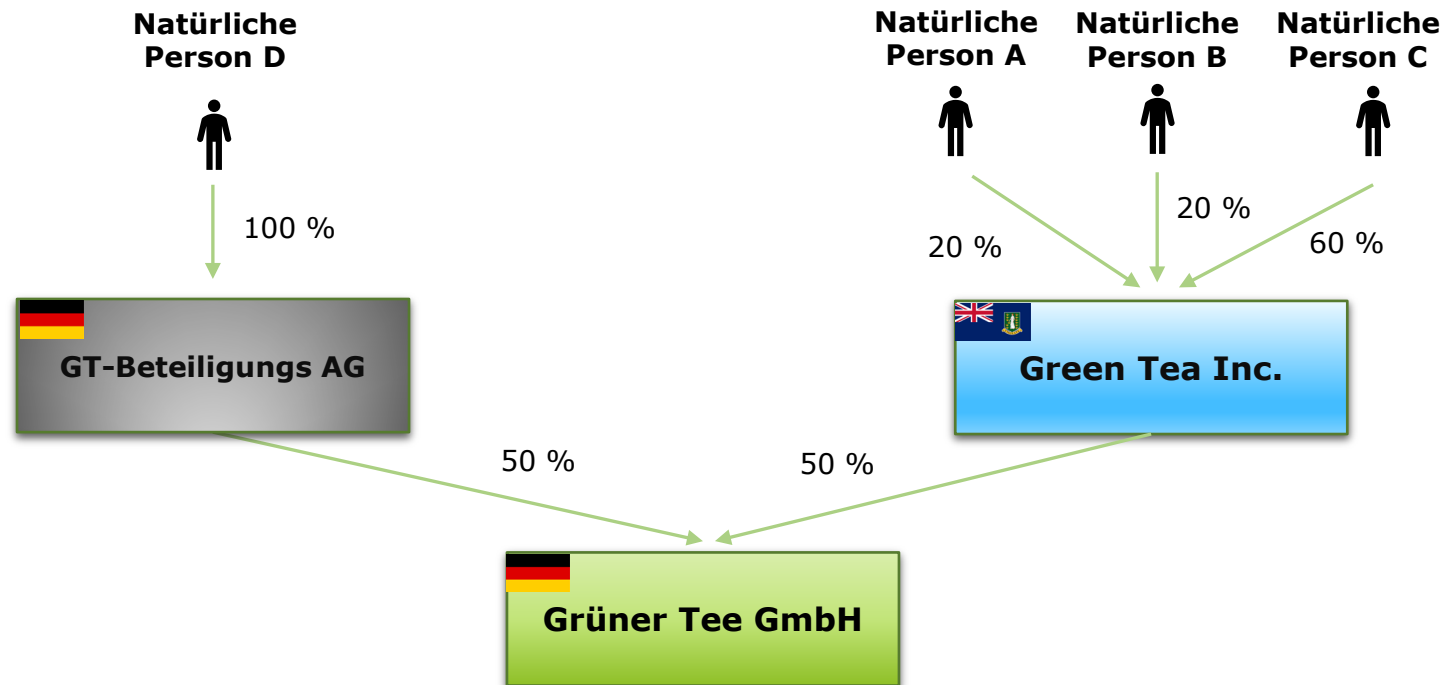 Natürliche
Person D
Natürliche
Person A
Natürliche
Person B
Natürliche
Person C
100 %
20 %
20 %
60 %
GT-Beteiligungs AG
Green Tea Inc.
50 %
50 %
Grüner Tee GmbH